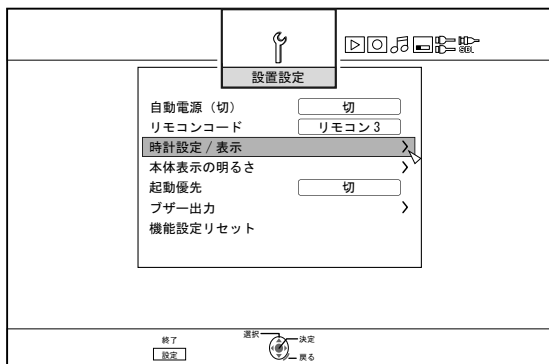 設置設定
自動電源（切） 切
リモコンコード リモコン3
時計設定 / 表示
本体表示の明るさ
起動優先 切
ブザー出力
機能設定リセット
終了
設定
選択
決定
戻る